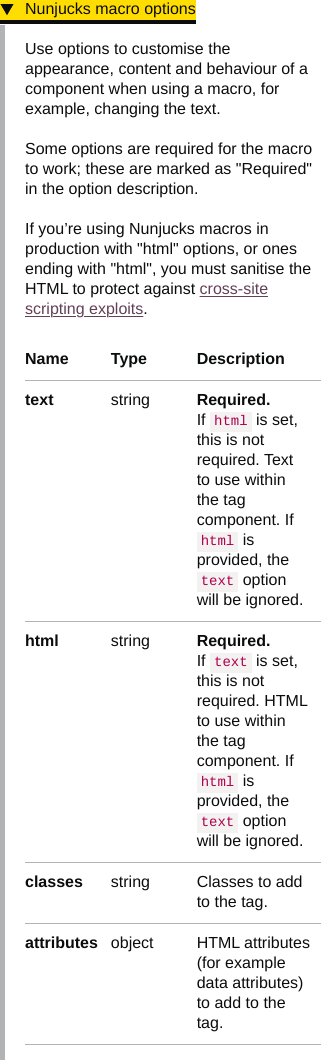 Nunjucks macro options
Use options to customise the
appearance, content and behaviour of a
component when using a macro, for
example, changing the text.
Some options are required for the macro
to work; these are marked as "Required"
in the option description.
If you’re using Nunjucks macros in
production with "html" options, or ones
ending with "html", you must sanitise the
HTML to protect against cross-site
scripting exploits.
Name Type Description
text string Required.
If html is set,
this is not
required. Text
to use within
the tag
component. If
html is
provided, the
text option
will be ignored.
html string Required.
If text is set,
this is not
required. HTML
to use within
the tag
component. If
html is
provided, the
text option
will be ignored.
classes string Classes to add
to the tag.
attributes object HTML attributes
(for example
data attributes)
to add to the
tag.